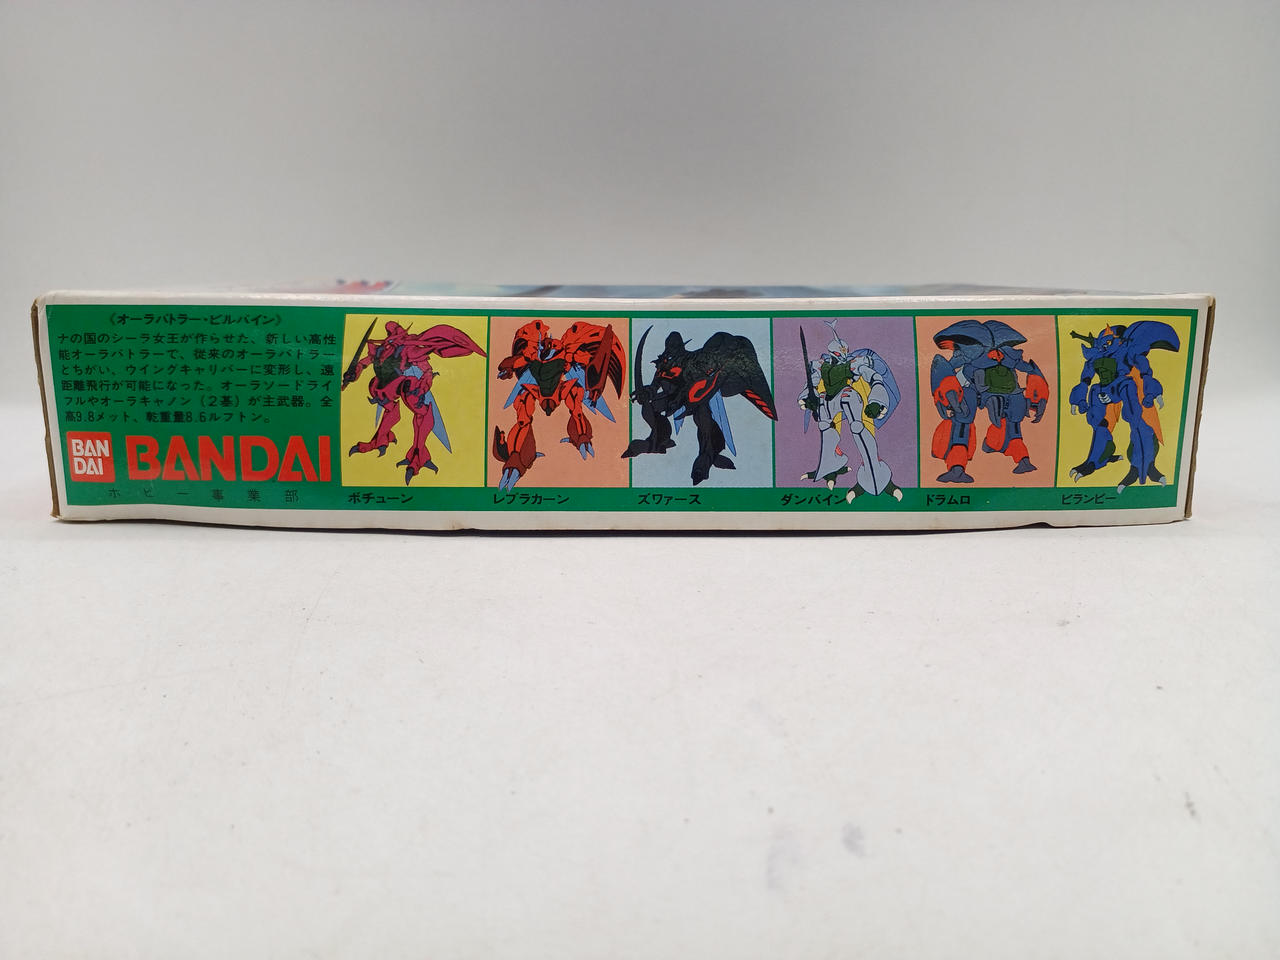 《オーラバトラー・ビルバイン》
ナの国のシーラ女王が作らせた、新しい高性
能オーラバトラーで、従来のオーラバトラー
とちがい、ウイングキャリバーに変形し、遠
距離飛行が可能になった。オーラソードライ
フルやオーラキャノン(2基)が主武器。全
高9.8メット、乾重量8.6ルフトン。
BAN
DAI
BANDAI
ホビー事業部
ボチューン
レプラカーン
ズワァース
ダンバイン
ドラムロ
ビランビー